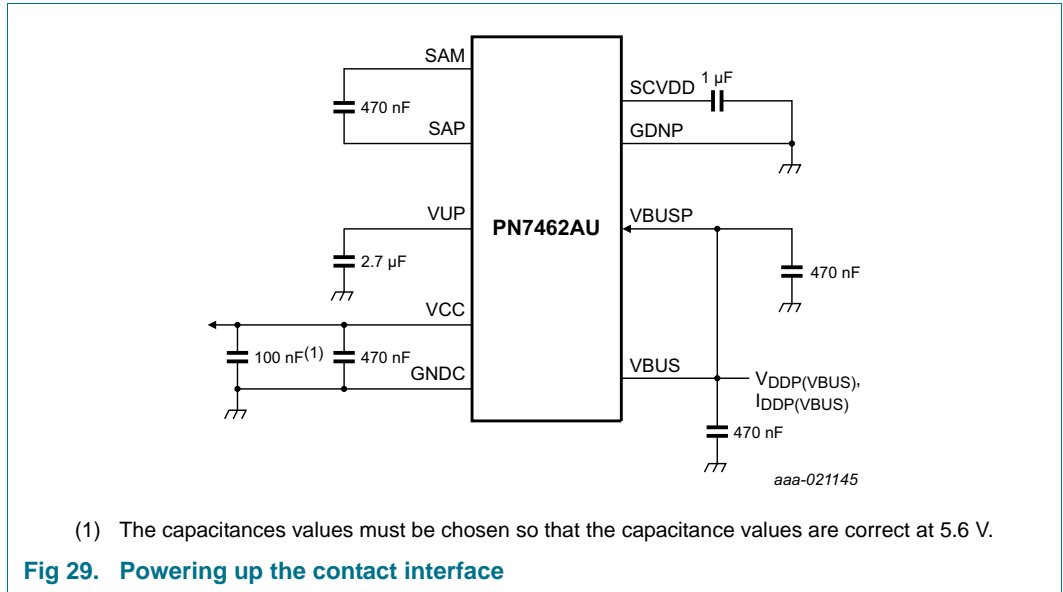 SAM
470 nF
SAP
VUP
2.7 µF
VCC
100 nF(1)
470 nF
GNDC
PN7462AU
SCVDD
1 µF
GDNP
VBUSP
470 nF
VBUS
VDDP(VBUS),
IDDP(VBUS)
470 nF
aaa-021145
(1) The capacitances values must be chosen so that the capacitance values are correct at 5.6 V.
Fig 29. Powering up the contact interface